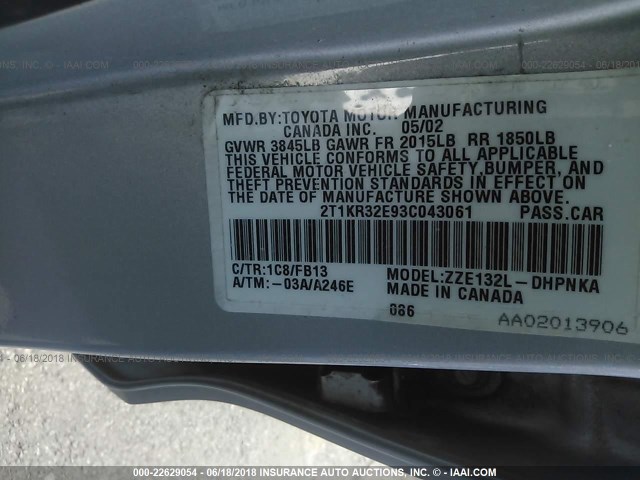 MFD.BY:TOYOTA MOTOR MANUFACTURING
CANADA INC. 05/02
GVWR 3845LB GAWR FR 2015LB RR 1850LB
THIS VEHICLE CONFORMS TO ALL APPLICABLE
FEDERAL MOTOR VEHICLE SAFETY,BUMPER, AND
THEFT PREVENTION STANDARDS IN EFFECT ON
THE DATE OF MANUFACTURE SHOWN ABOVE.
2T1KR32E93C043061 PASS.CAR
C/TR:1C8/FB13 MODEL:ZZE132L-DHPNKA
A/TM:-03A/A246E MADE IN CANADA
086
AA02013906
000-22629054 - 06/18/2018 - INSURANCE AUTO AUCTIONS, INC. - © - IAAI.COM